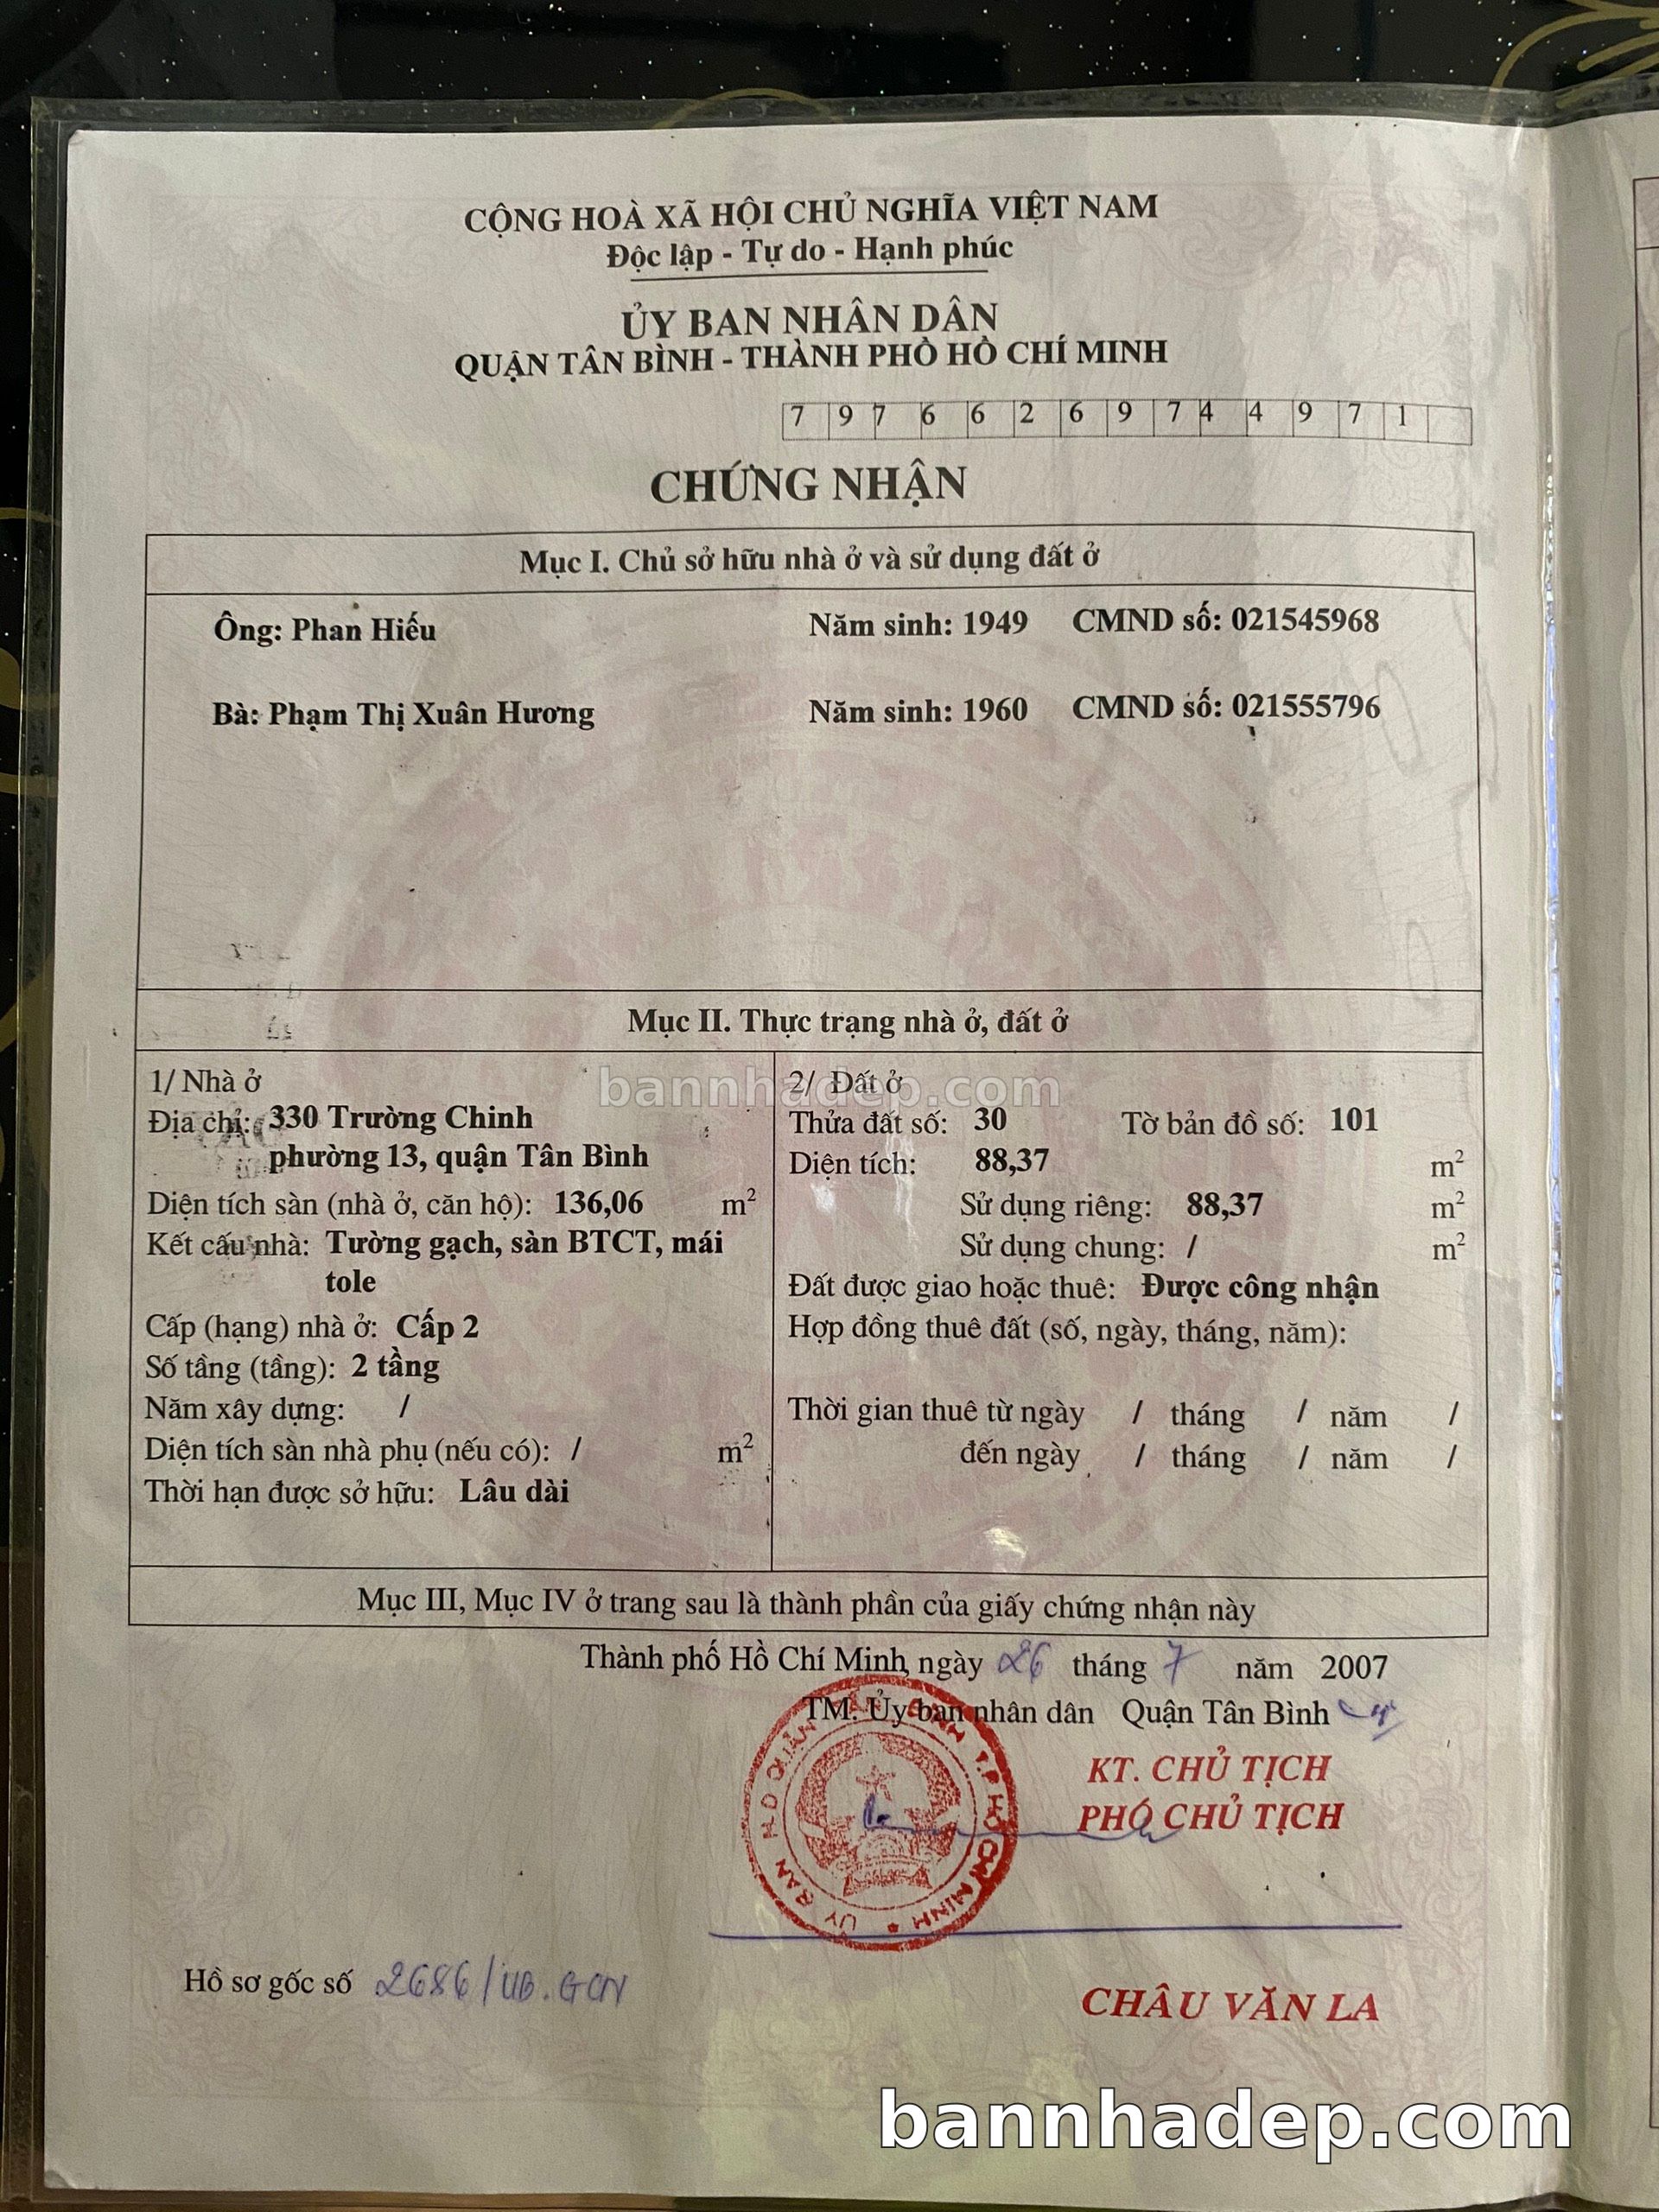 CỘNG HOÀ XÃ HỘI CHỦ NGHĨA VIỆT NAM
Độc lập - Tự do - Hạnh phúc
ỦY BAN NHÂN DÂN
QUẬN TÂN BÌNH - THÀNH PHỐ HỒ CHÍ MINH
7 9 7 6 6 2 6 9 7 4 4 9 7 1
CHỨNG NHẬN
Mục I. Chủ sở hữu nhà ở và sử dụng đất ở
Ông: Phan Hiếu Năm sinh: 1949 CMND số: 021545968
Bà: Phạm Thị Xuân Hương Năm sinh: 1960 CMND số: 021555796
Mục II. Thực trạng nhà ở, đất ở
1/ Nhà ở
Địa chỉ: 330 Trường Chinh
phường 13, quận Tân Bình
Diện tích sàn (nhà ở, căn hộ): 136,06 m²
Kết cấu nhà: Tường gạch, sàn BTCT, mái
tole
Cấp (hạng) nhà ở: Cấp 2
Số tầng (tầng): 2 tầng
Năm xây dựng: /
Diện tích sàn nhà phụ (nếu có): / m²
Thời hạn được sở hữu: Lâu dài
2/ Đất ở
Thửa đất số: 30 Tờ bản đồ số: 101
Diện tích: 88,37 m²
Sử dụng riêng: 88,37 m²
Sử dụng chung: / m²
Đất được giao hoặc thuê: Được công nhận
Hợp đồng thuê đất (số, ngày, tháng, năm):
Thời gian thuê từ ngày / tháng / năm /
đến ngày / tháng / năm /
bannhadep.com
Mục III, Mục IV ở trang sau là thành phần của giấy chứng nhận này
Thành phố Hồ Chí Minh, ngày 26 tháng 7 năm 2007
TM. Ủy ban nhân dân Quận Tân Bình
KT. CHỦ TỊCH
PHÓ CHỦ TỊCH
ỦY BAN N.D QUẬN TÂN BÌNH T.P HỒ CHÍ MINH
Hồ sơ gốc số 2686/UB.GCN
CHÂU VĂN LA
bannhadep.com